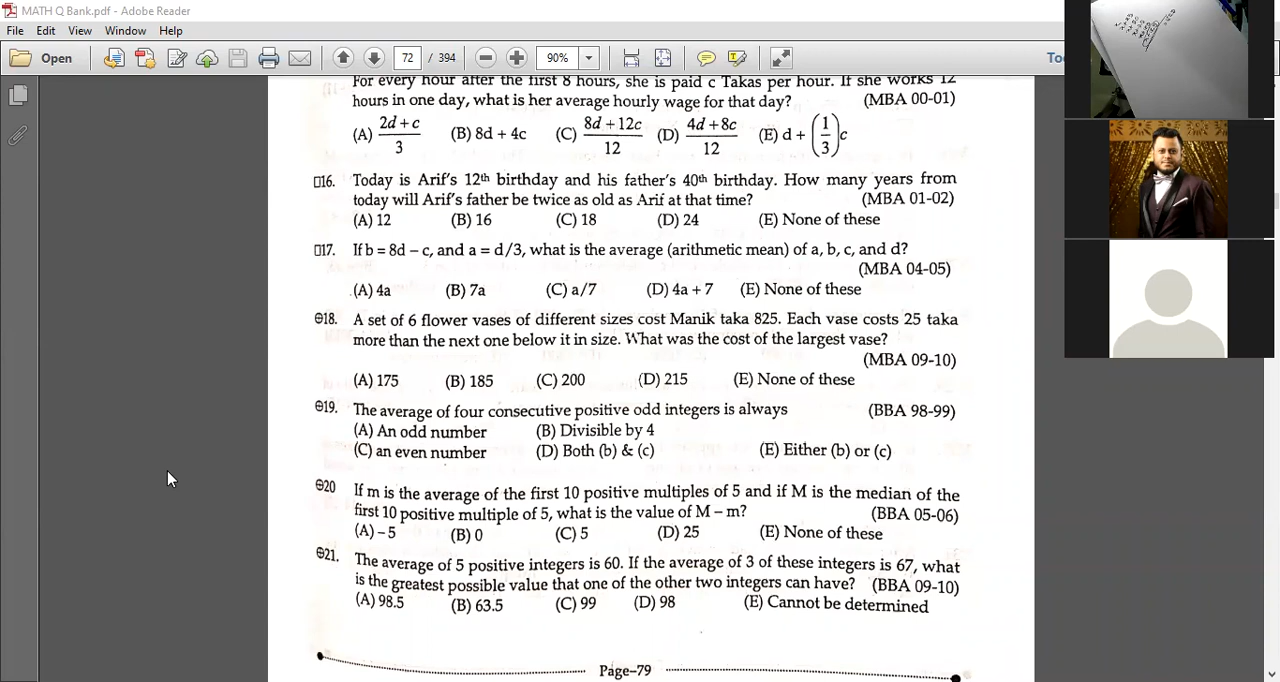 MATH Q Bank.pdf - Adobe Reader
File Edit View Window Help
Open 72 / 394 90%
For every hour after the first 8 hours, she is paid c Takas per hour. If she works 12
hours in one day, what is her average hourly wage for that day? (MBA 00-01)
(A) 2d + c / 3 (B) 8d + 4c (C) 8d + 12c / 12 (D) 4d + 8c / 12 (E) d + (1/3)c
16. Today is Arif's 12th birthday and his father's 40th birthday. How many years from
today will Arif's father be twice as old as Arif at that time? (MBA 01-02)
(A) 12 (B) 16 (C) 18 (D) 24 (E) None of these
17. If b = 8d – c, and a = d/3, what is the average (arithmetic mean) of a, b, c, and d?
(MBA 04-05)
(A) 4a (B) 7a (C) a/7 (D) 4a + 7 (E) None of these
18. A set of 6 flower vases of different sizes cost Manik taka 825. Each vase costs 25 taka
more than the next one below it in size. What was the cost of the largest vase?
(MBA 09-10)
(A) 175 (B) 185 (C) 200 (D) 215 (E) None of these
19. The average of four consecutive positive odd integers is always (BBA 98-99)
(A) An odd number (B) Divisible by 4
(C) an even number (D) Both (b) & (c) (E) Either (b) or (c)
20 If m is the average of the first 10 positive multiples of 5 and if M is the median of the
first 10 positive multiple of 5, what is the value of M – m? (BBA 05-06)
(A) – 5 (B) 0 (C) 5 (D) 25 (E) None of these
21. The average of 5 positive integers is 60. If the average of 3 of these integers is 67, what
is the greatest possible value that one of the other two integers can have? (BBA 09-10)
(A) 98.5 (B) 63.5 (C) 99 (D) 98 (E) Cannot be determined
Page–79